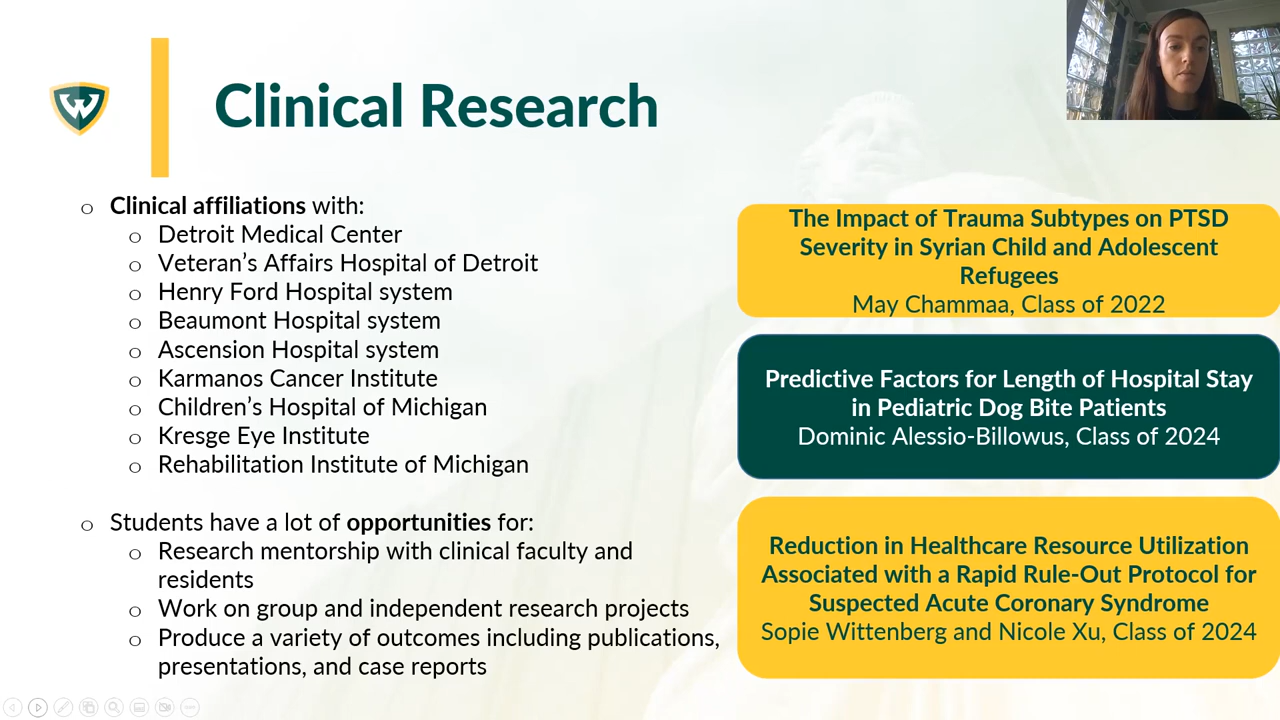 W
Clinical Research
o Clinical affiliations with:
o Detroit Medical Center
o Veteran's Affairs Hospital of Detroit
o Henry Ford Hospital system
o Beaumont Hospital system
o Ascension Hospital system
o Karmanos Cancer Institute
o Children's Hospital of Michigan
o Kresge Eye Institute
o Rehabilitation Institute of Michigan
o Students have a lot of opportunities for:
o Research mentorship with clinical faculty and
residents
o Work on group and independent research projects
o Produce a variety of outcomes including publications,
presentations, and case reports
The Impact of Trauma Subtypes on PTSD
Severity in Syrian Child and Adolescent
Refugees
May Chammaa, Class of 2022
Predictive Factors for Length of Hospital Stay
in Pediatric Dog Bite Patients
Dominic Alessio-Billowus, Class of 2024
Reduction in Healthcare Resource Utilization
Associated with a Rapid Rule-Out Protocol for
Suspected Acute Coronary Syndrome
Sopie Wittenberg and Nicole Xu, Class of 2024